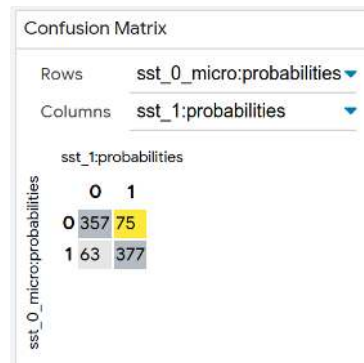 Confusion Matrix
Rows sst_0_micro:probabilities
Columns sst_1:probabilities
sst_1:probabilities
0 1
0 357 75
1 63 377
sst_0_micro:probabilities